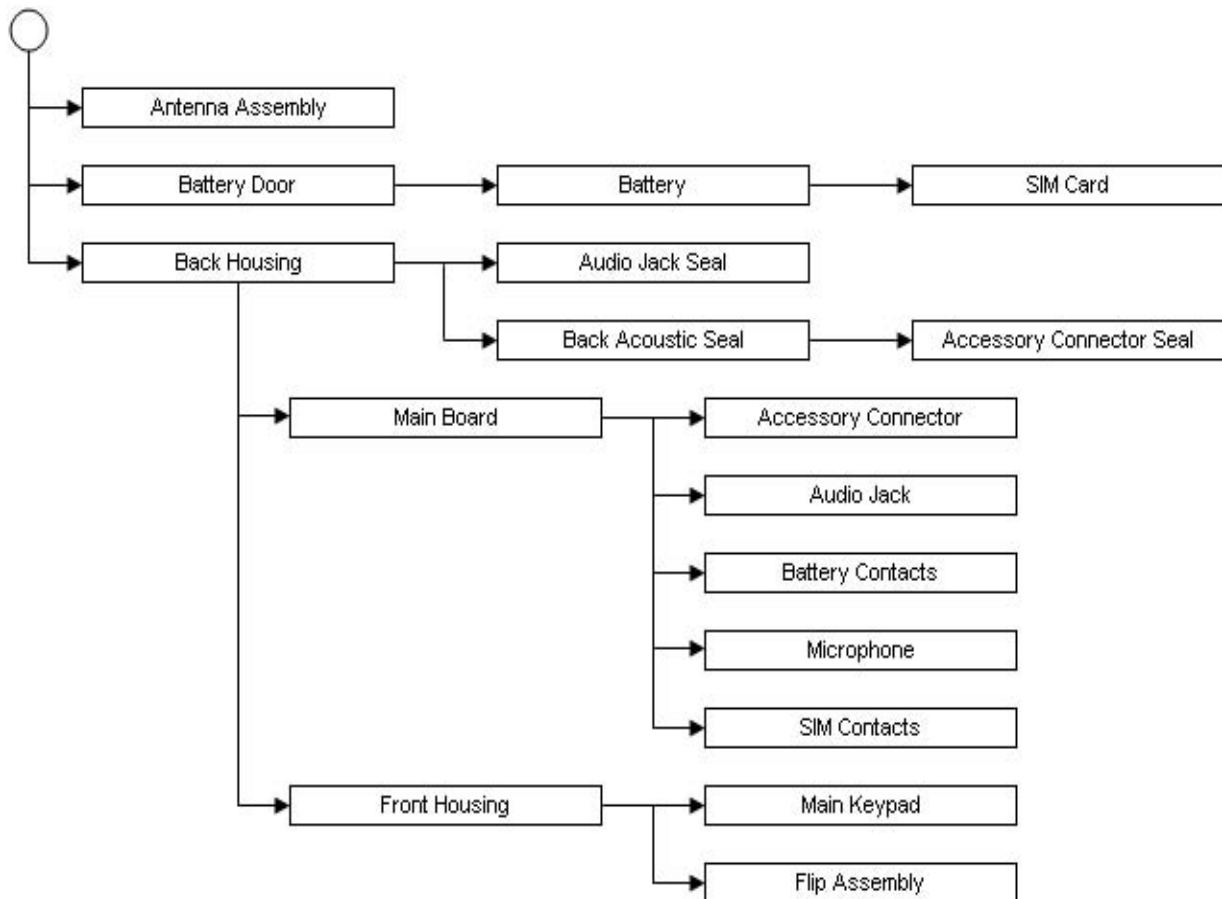 Antenna Assembly
Battery Door
Battery
SIM Card
Back Housing
Audio Jack Seal
Back Acoustic Seal
Accessory Connector Seal
Main Board
Accessory Connector
Audio Jack
Battery Contacts
Microphone
SIM Contacts
Front Housing
Main Keypad
Flip Assembly